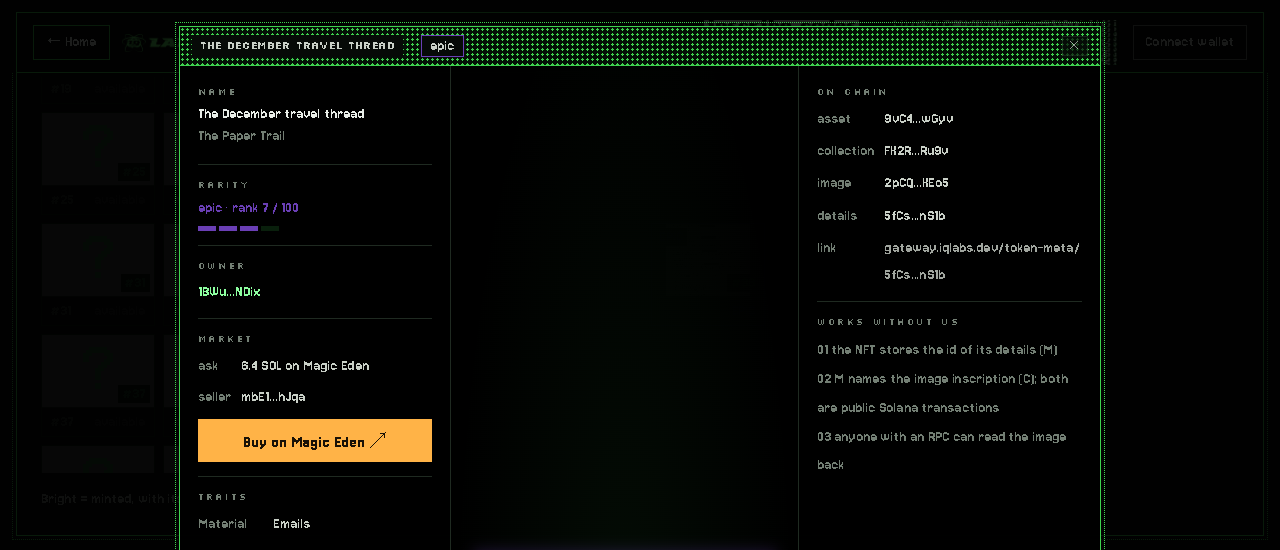 ← Home
Connect wallet
THE DECEMBER TRAVEL THREAD
epic
×
NAME
The December travel thread
The Paper Trail
RARITY
epic · rank 7 / 100
OWNER
1BWu...NDix
MARKET
ask 6.4 SOL on Magic Eden
seller mbE1...hJqa
Buy on Magic Eden ↗
TRAITS
Material Emails
ON CHAIN
asset 9vC4...wGyv
collection FH2R...Ru9v
image 2pCQ...HEo5
details 5fCs...nS1b
link gateway.iqlabs.dev/token-meta/
5fCs...nS1b
WORKS WITHOUT US
01 the NFT stores the id of its details (M)
02 M names the image inscription (C); both
are public Solana transactions
03 anyone with an RPC can read the image
back
Bright = minted, with